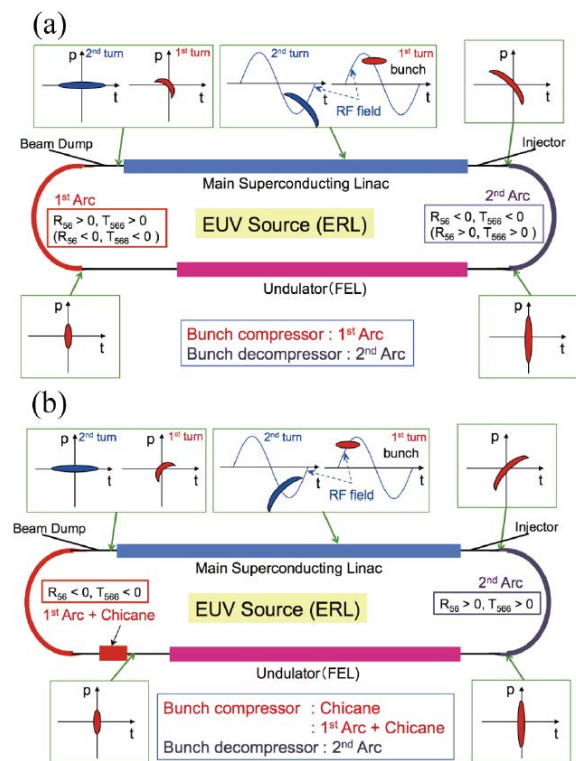 (a)
p
2nd turn
t
p
1st turn
t
2nd turn
t
1st turn
bunch
t
RF field
p
t
Beam Dump
Injector
Main Superconducting Linac
1st Arc
R56 > 0, T566 > 0
(R56 < 0, T566 < 0 )
EUV Source (ERL)
2nd Arc
R56 < 0, T566 < 0
(R56 > 0, T566 > 0)
Undulator(FEL)
p
t
Bunch compressor : 1st Arc
Bunch decompressor : 2nd Arc
p
t
(b)
p
2nd turn
t
p
1st turn
t
2nd turn
t
1st turn
bunch
t
RF field
p
t
Beam Dump
Injector
Main Superconducting Linac
R56 < 0, T566 < 0
1st Arc + Chicane
EUV Source (ERL)
2nd Arc
R56 > 0, T566 > 0
Undulator(FEL)
p
t
Bunch compressor : Chicane
: 1st Arc + Chicane
Bunch decompressor : 2nd Arc
p
t